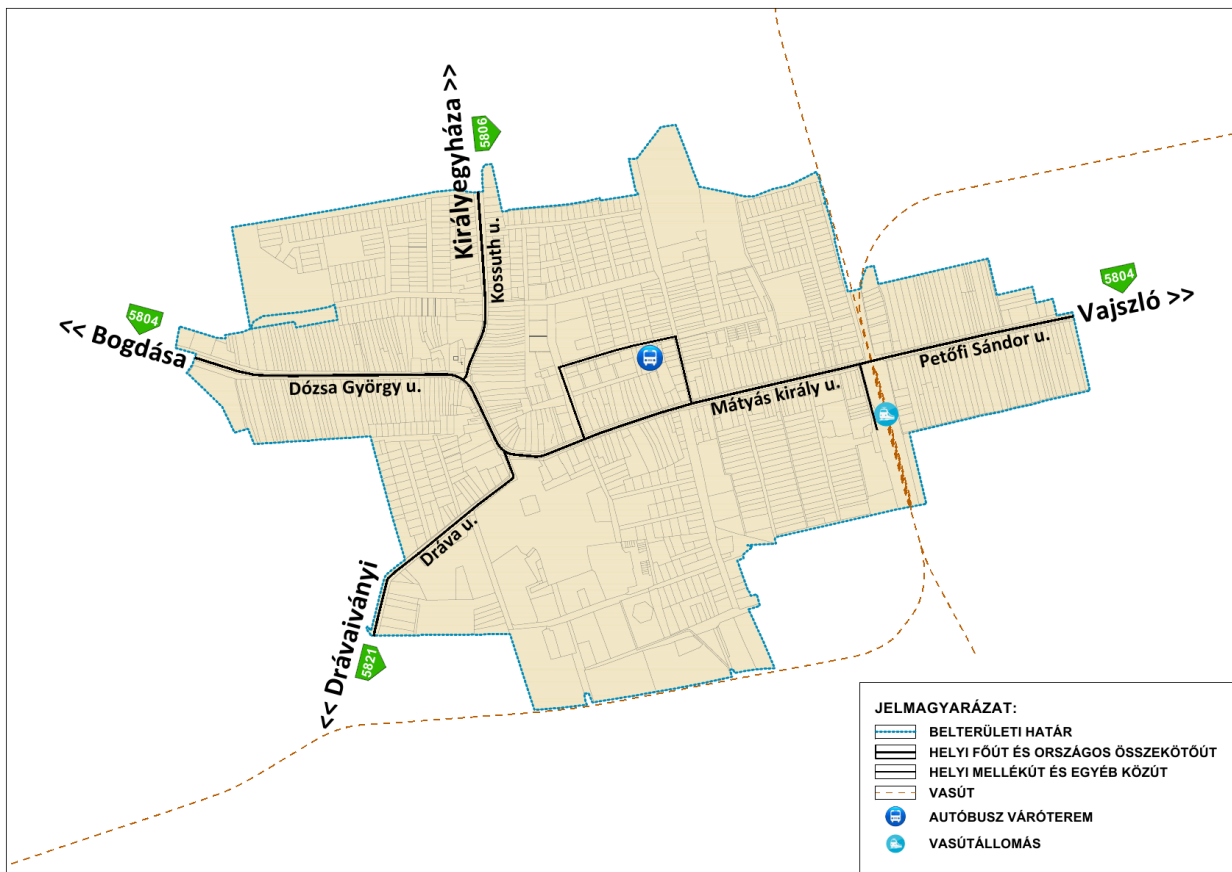 Királyegyháza >>
5806
Kossuth u.
5804
<< Bogdása
Dózsa György u.
5804
Vajszló >>
Petőfi Sándor u.
Mátyás király u.
Dráva u.
<< Drávaiványi
5821
JELMAGYARÁZAT:
BELTERÜLETI HATÁR
HELYI FŐÚT ÉS ORSZÁGOS ÖSSZEKÖTŐÚT
HELYI MELLÉKÚT ÉS EGYÉB KÖZÚT
VASÚT
AUTÓBUSZ VÁRÓTEREM
VASÚTÁLLOMÁS